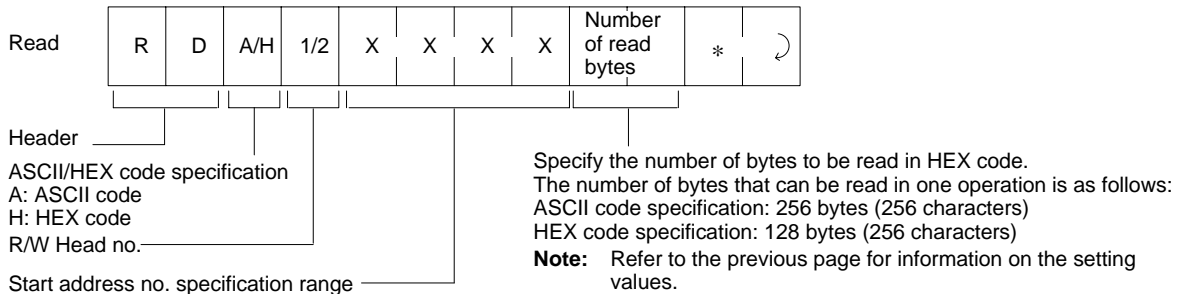 Read R D A/H 1/2 X X X X Number of read bytes * ⤸
Header
ASCII/HEX code specification
A: ASCII code
H: HEX code
R/W Head no.
Start address no. specification range
Specify the number of bytes to be read in HEX code.
The number of bytes that can be read in one operation is as follows:
ASCII code specification: 256 bytes (256 characters)
HEX code specification: 128 bytes (256 characters)
Note: Refer to the previous page for information on the setting
values.